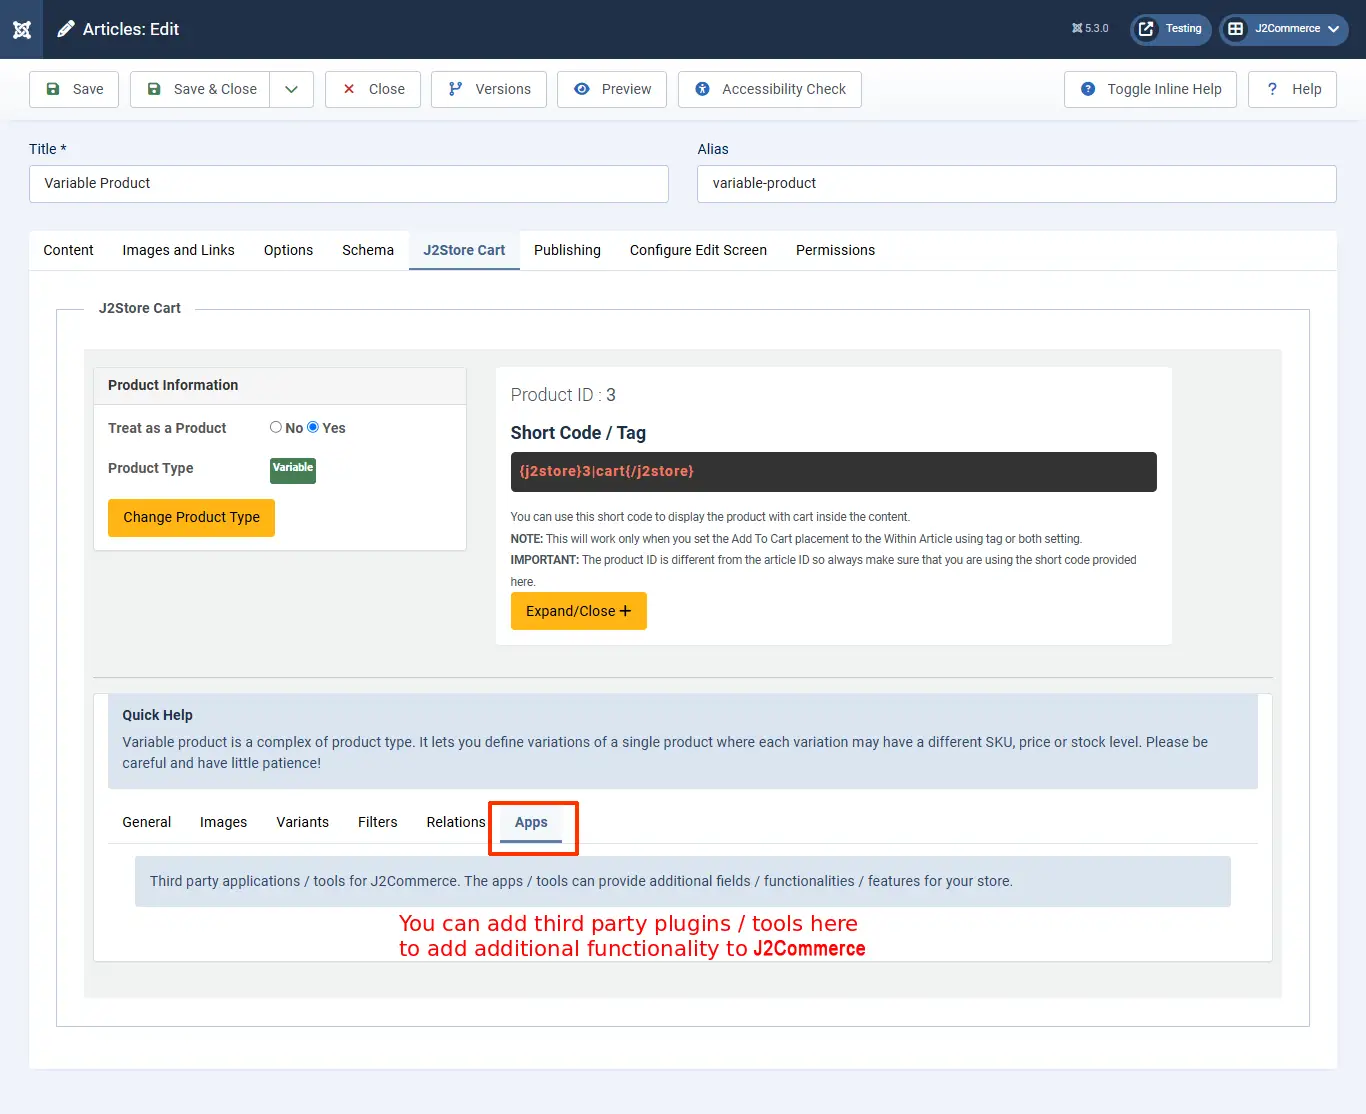 Articles: Edit
5.3.0
Testing
J2Commerce
Save
Save & Close
Close
Versions
Preview
Accessibility Check
Toggle Inline Help
Help
Title *
Alias
Variable Product
variable-product
Content
Images and Links
Options
Schema
J2Store Cart
Publishing
Configure Edit Screen
Permissions
J2Store Cart
Product Information
Treat as a Product
No
Yes
Product Type
Variable
Change Product Type
Product ID : 3
Short Code / Tag
{j2store}3|cart{/j2store}
You can use this short code to display the product with cart inside the content.
NOTE: This will work only when you set the Add To Cart placement to the Within Article using tag or both setting.
IMPORTANT: The product ID is different from the article ID so always make sure that you are using the short code provided
here.
Expand/Close +
Quick Help
Variable product is a complex of product type. It lets you define variations of a single product where each variation may have a different SKU, price or stock level. Please be
careful and have little patience!
General
Images
Variants
Filters
Relations
Apps
Third party applications / tools for J2Commerce. The apps / tools can provide additional fields / functionalities / features for your store.
You can add third party plugins / tools here
to add additional functionality to J2Commerce